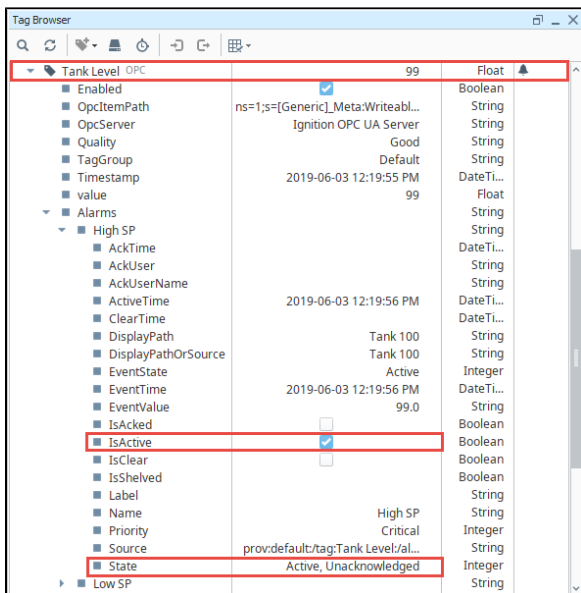 Tag Browser
Tank Level OPC 99 Float
Enabled Boolean
OpcItemPath ns=1;s=[Generic]_Meta:Writeabl... String
OpcServer Ignition OPC UA Server String
Quality Good String
TagGroup Default String
Timestamp 2019-06-03 12:19:55 PM DateTi...
value 99 Float
Alarms String
High SP String
AckTime DateTi...
AckUser String
AckUserName String
ActiveTime 2019-06-03 12:19:56 PM DateTi...
ClearTime DateTi...
DisplayPath Tank 100 String
DisplayPathOrSource Tank 100 String
EventState Active Integer
EventTime 2019-06-03 12:19:56 PM DateTi...
EventValue 99.0 String
IsAcked Boolean
IsActive Boolean
IsClear Boolean
IsShelved Boolean
Label String
Name High SP String
Priority Critical Integer
Source prov:default:/tag:Tank Level:/al... String
State Active, Unacknowledged Integer
Low SP String